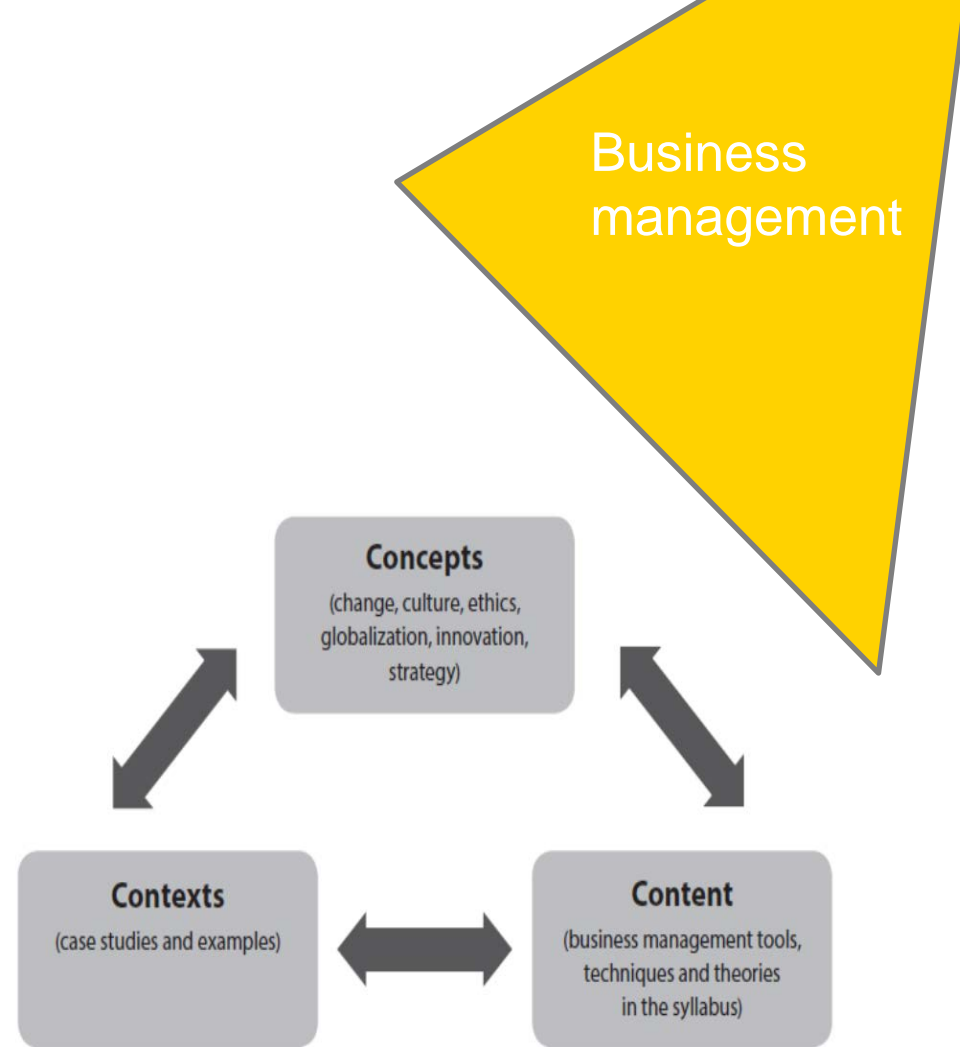 Business
management
Concepts
(change, culture, ethics,
globalization, innovation,
strategy)
Contexts
(case studies and examples)
Content
(business management tools,
techniques and theories
in the syllabus)